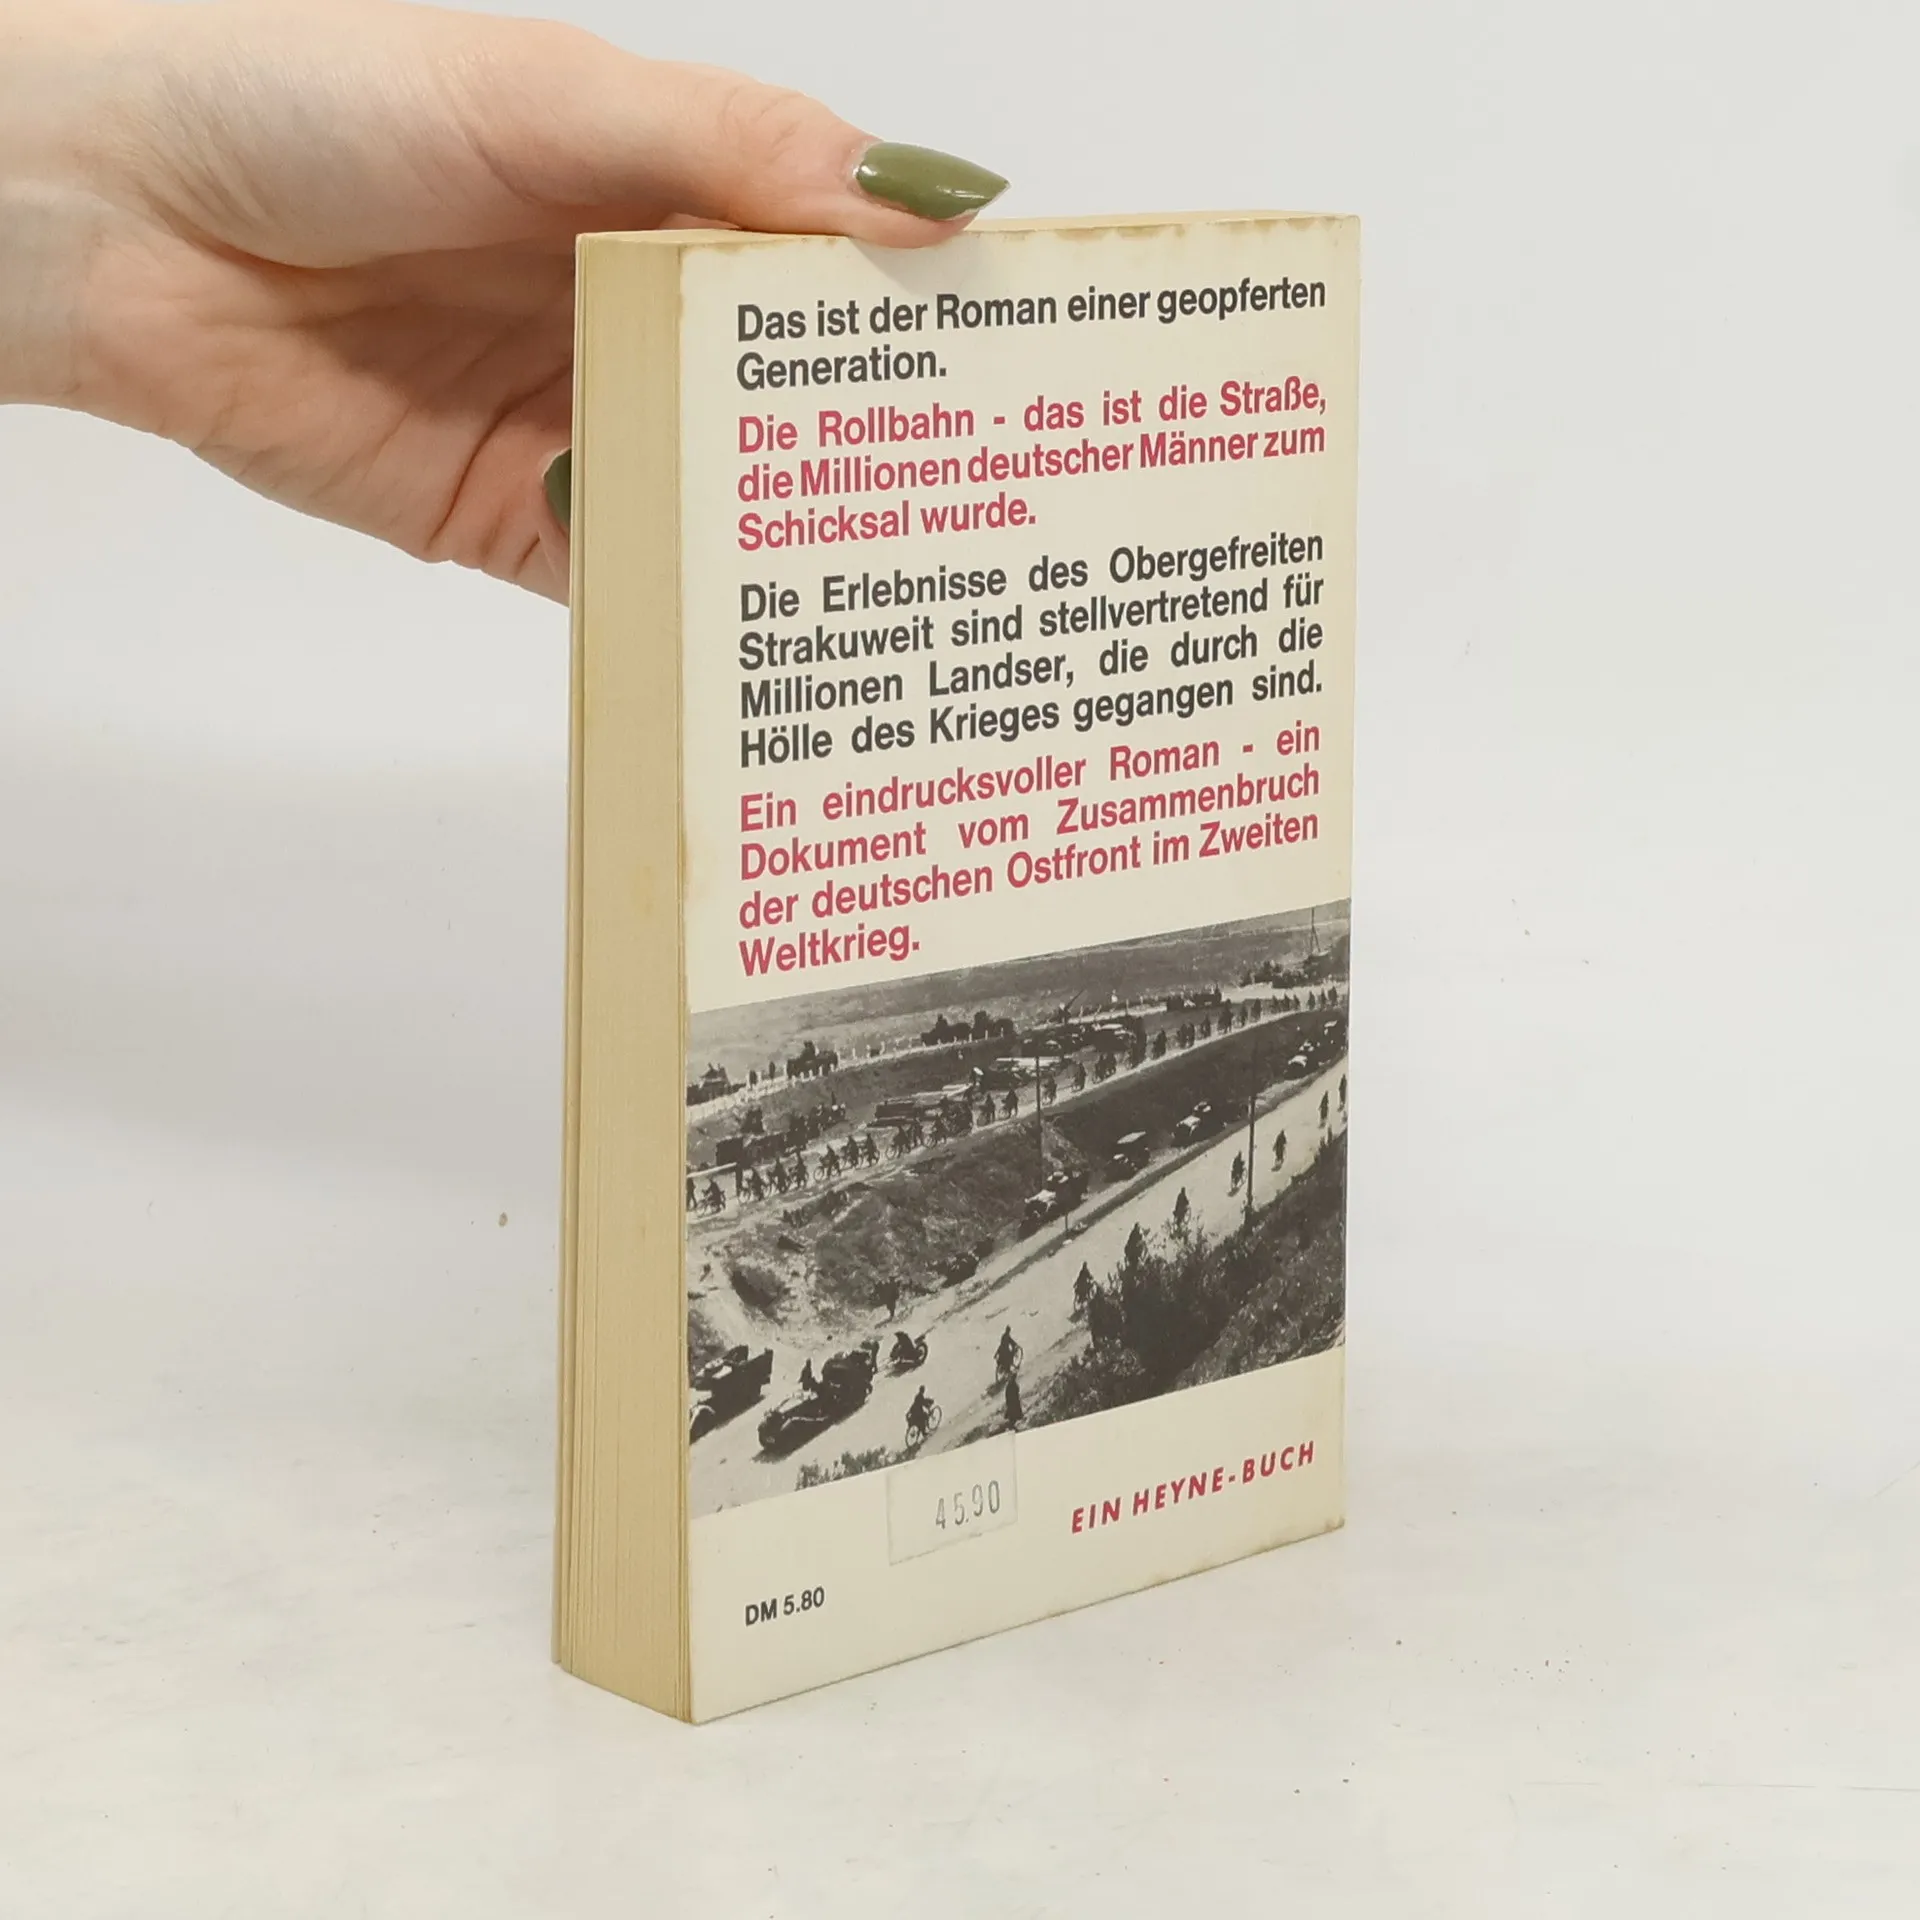 Das ist der Roman einer geopferten
Generation.
Die Rollbahn - das ist die Straße,
die Millionen deutscher Männer zum
Schicksal wurde.
Die Erlebnisse des Obergefreiten
Strakuweit sind stellvertretend für
Millionen Landser, die durch die
Hölle des Krieges gegangen sind.
Ein eindrucksvoller Roman - ein
Dokument vom Zusammenbruch
der deutschen Ostfront im Zweiten
Weltkrieg.
45.90
EIN HEYNE-BUCH
DM 5.80